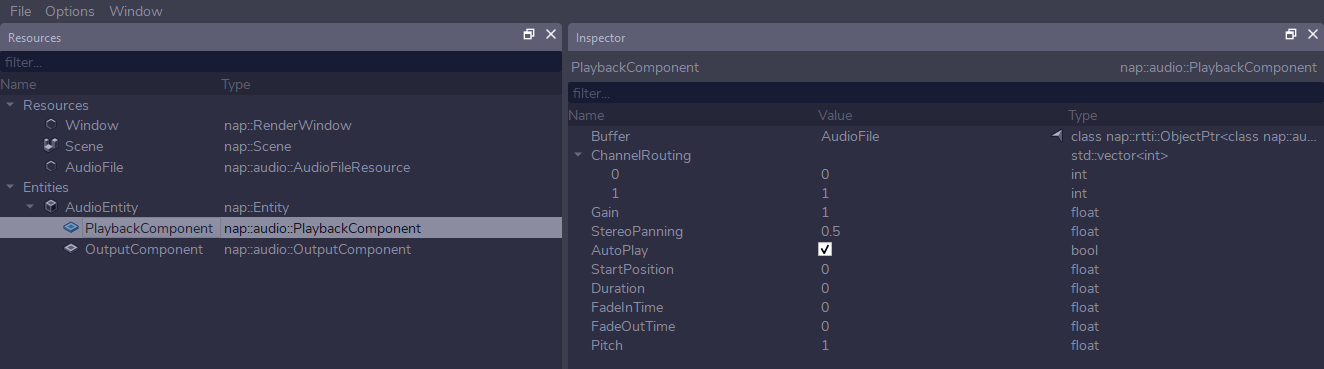 File Options Window
Resources
filter...
Name Type
Resources
Window nap::RenderWindow
Scene nap::Scene
AudioFile nap::audio::AudioFileResource
Entities
AudioEntity nap::Entity
PlaybackComponent nap::audio::PlaybackComponent
OutputComponent nap::audio::OutputComponent
Inspector
PlaybackComponent nap::audio::PlaybackComponent
filter...
Name Value Type
Buffer AudioFile class nap::rtti::ObjectPtr<class nap::au...
ChannelRouting std::vector<int>
0 0 int
1 1 int
Gain 1 float
StereoPanning 0.5 float
AutoPlay bool
StartPosition 0 float
Duration 0 float
FadeInTime 0 float
FadeOutTime 0 float
Pitch 1 float